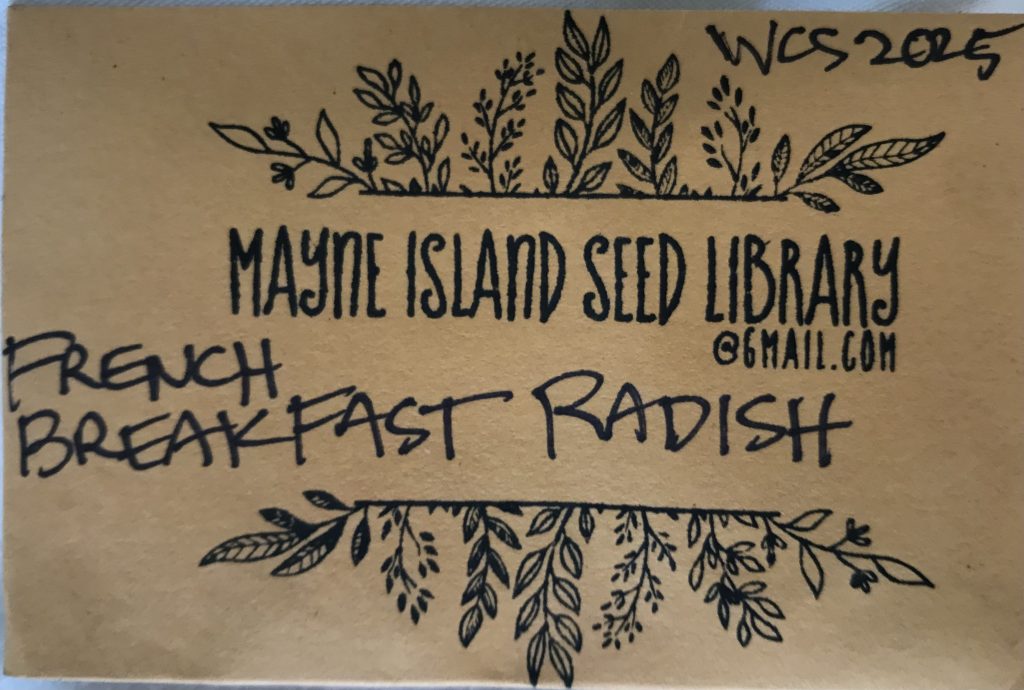 WCS 2025
MAYNE ISLAND SEED LIBRARY
@GMAIL.COM
FRENCH
BREAKFAST RADISH